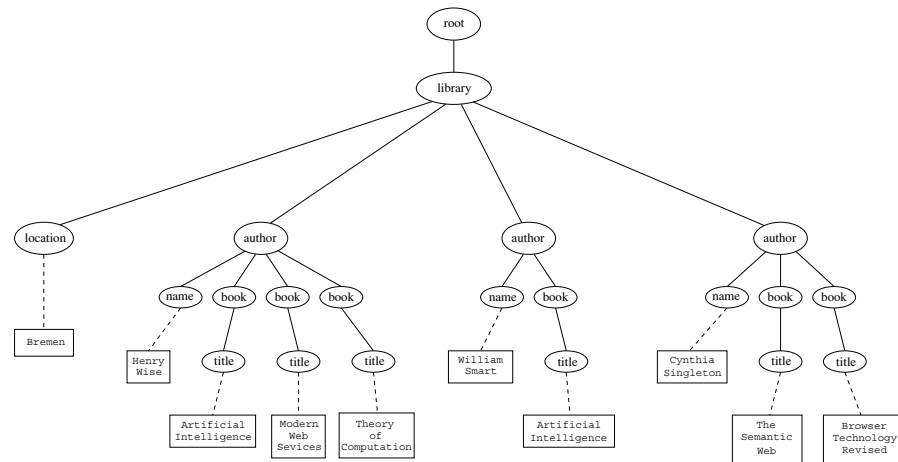 root
library
location
author
author
author
name
book
book
book
name
book
name
book
book
Bremen
Henry
Wise
title
title
title
William
Smart
title
Cynthia
Singleton
title
title
Artificial
Intelligence
Modern
Web
Sevices
Theory
of
Computation
Artificial
Intelligence
The
Semantic
Web
Browser
Technology
Revised